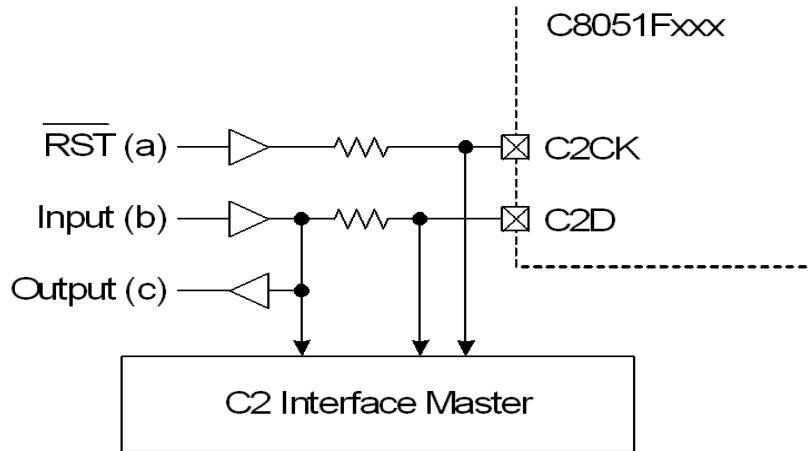 C8051Fxxx
RST (a)
C2CK
Input (b)
C2D
Output (c)
C2 Interface Master